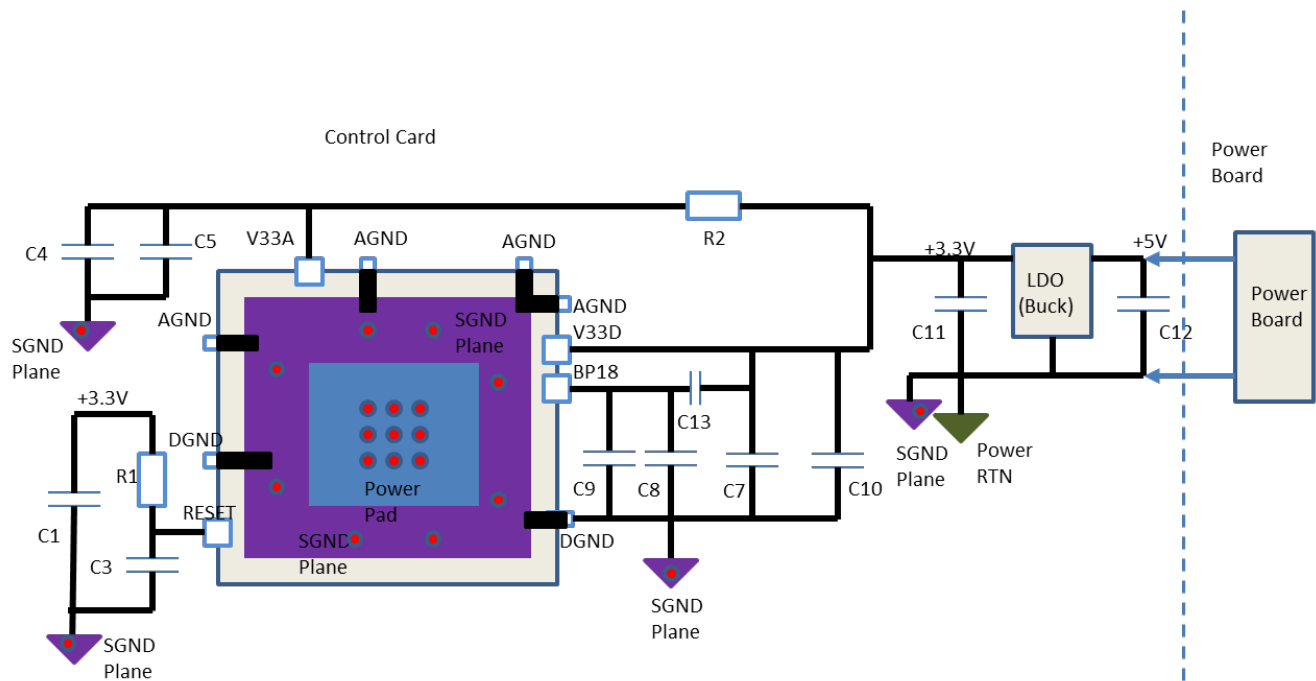 Control Card
Power
Board
C4
C5
V33A
AGND
AGND
R2
+3.3V
+5V
LDO
(Buck)
Power
Board
AGND
AGND
SGND
Plane
V33D
C11
C12
SGND
Plane
BP18
C13
+3.3V
DGND
R1
SGND
Plane
Power
RTN
C9
C8
C7
C10
Power
Pad
C1
RESET
C3
SGND
Plane
DGND
SGND
Plane
SGND
Plane